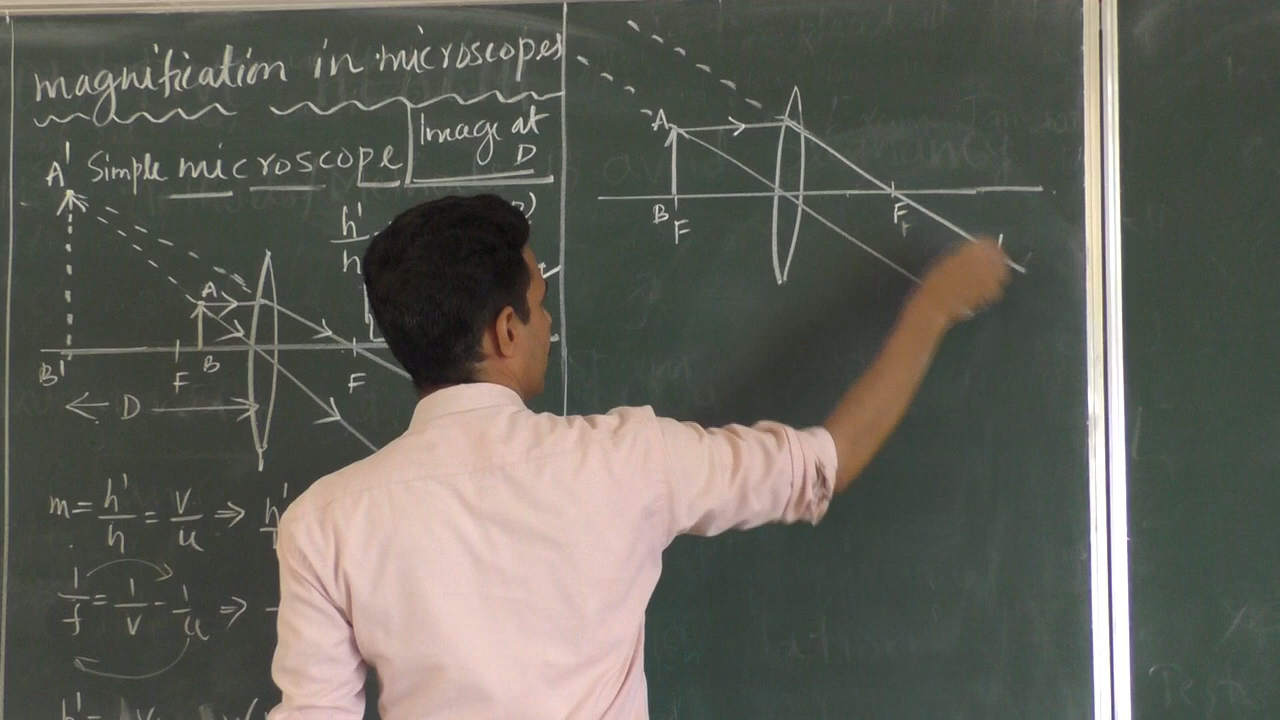 magnification in microscopes
Simple microscope
Image at
D
A'
h'
h
A
B'
F
B
F
D
m = h'/h = v/u ⇒ h'
1/f = 1/v - 1/u ⇒
h'
A
B
F
F